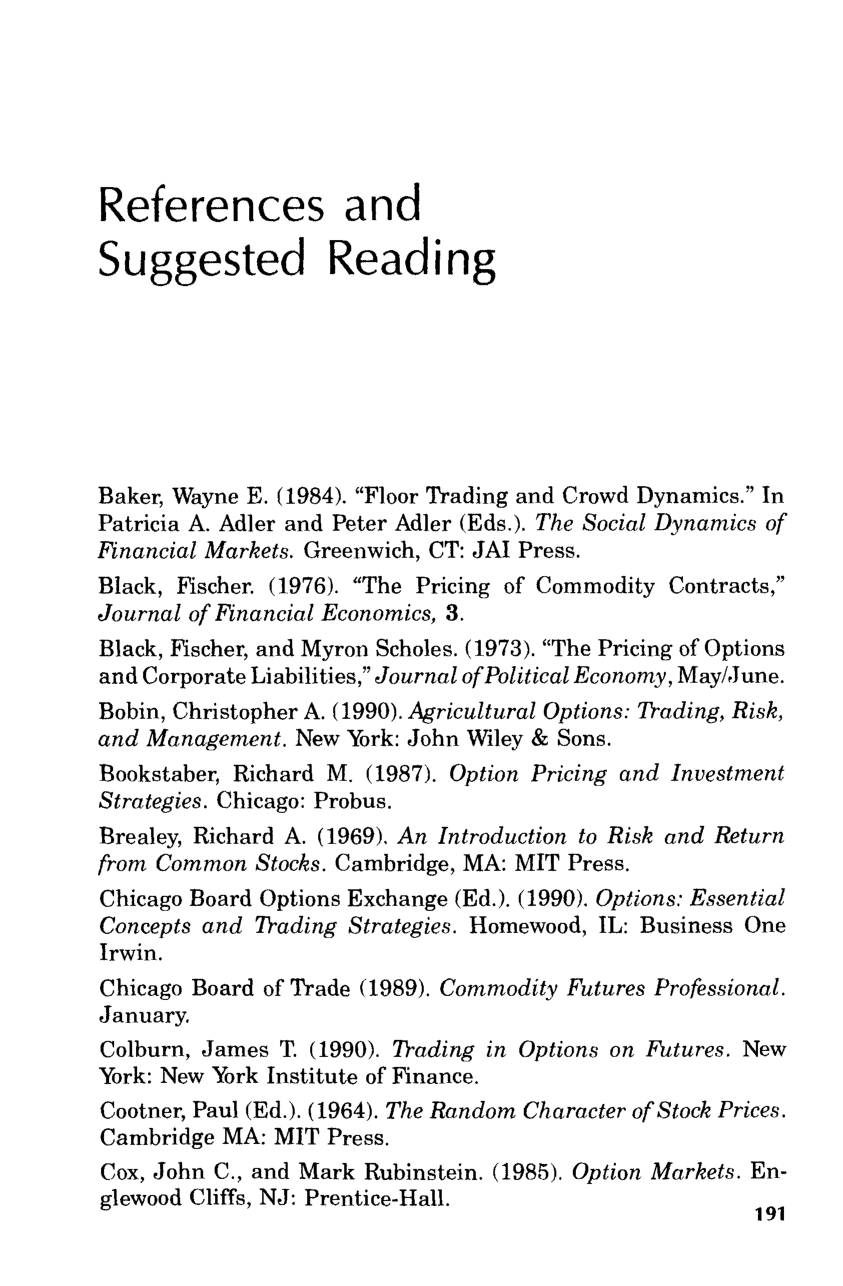 References and
Suggested Reading
Baker, Wayne E. (1984). “Floor Trading and Crowd Dynamics.” In
Patricia A. Adler and Peter Adler (Eds.). The Social Dynamics of
Financial Markets. Greenwich, CT: JAI Press.
Black, Fischer. (1976). “The Pricing of Commodity Contracts,”
Journal of Financial Economics, 3.
Black, Fischer, and Myron Scholes. (1973). “The Pricing of Options
and Corporate Liabilities,” Journal of Political Economy, May/June.
Bobin, Christopher A. (1990). Agricultural Options: Trading, Risk,
and Management. New York: John Wiley & Sons.
Bookstaber, Richard M. (1987). Option Pricing and Investment
Strategies. Chicago: Probus.
Brealey, Richard A. (1969). An Introduction to Risk and Return
from Common Stocks. Cambridge, MA: MIT Press.
Chicago Board Options Exchange (Ed.). (1990). Options: Essential
Concepts and Trading Strategies. Homewood, IL: Business One
Irwin.
Chicago Board of Trade (1989). Commodity Futures Professional.
January.
Colburn, James T. (1990). Trading in Options on Futures. New
York: New York Institute of Finance.
Cootner, Paul (Ed.). (1964). The Random Character of Stock Prices.
Cambridge MA: MIT Press.
Cox, John C., and Mark Rubinstein. (1985). Option Markets. En-
glewood Cliffs, NJ: Prentice-Hall.
191